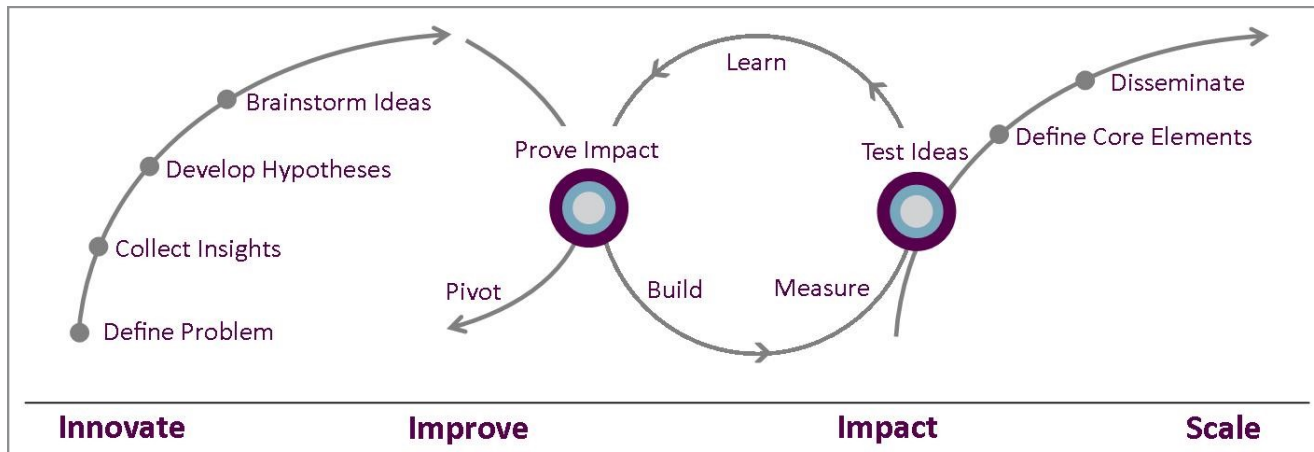 Brainstorm Ideas
Develop Hypotheses
Collect Insights
Define Problem
Prove Impact
Pivot
Learn
Build
Measure
Test Ideas
Disseminate
Define Core Elements
Innovate
Improve
Impact
Scale